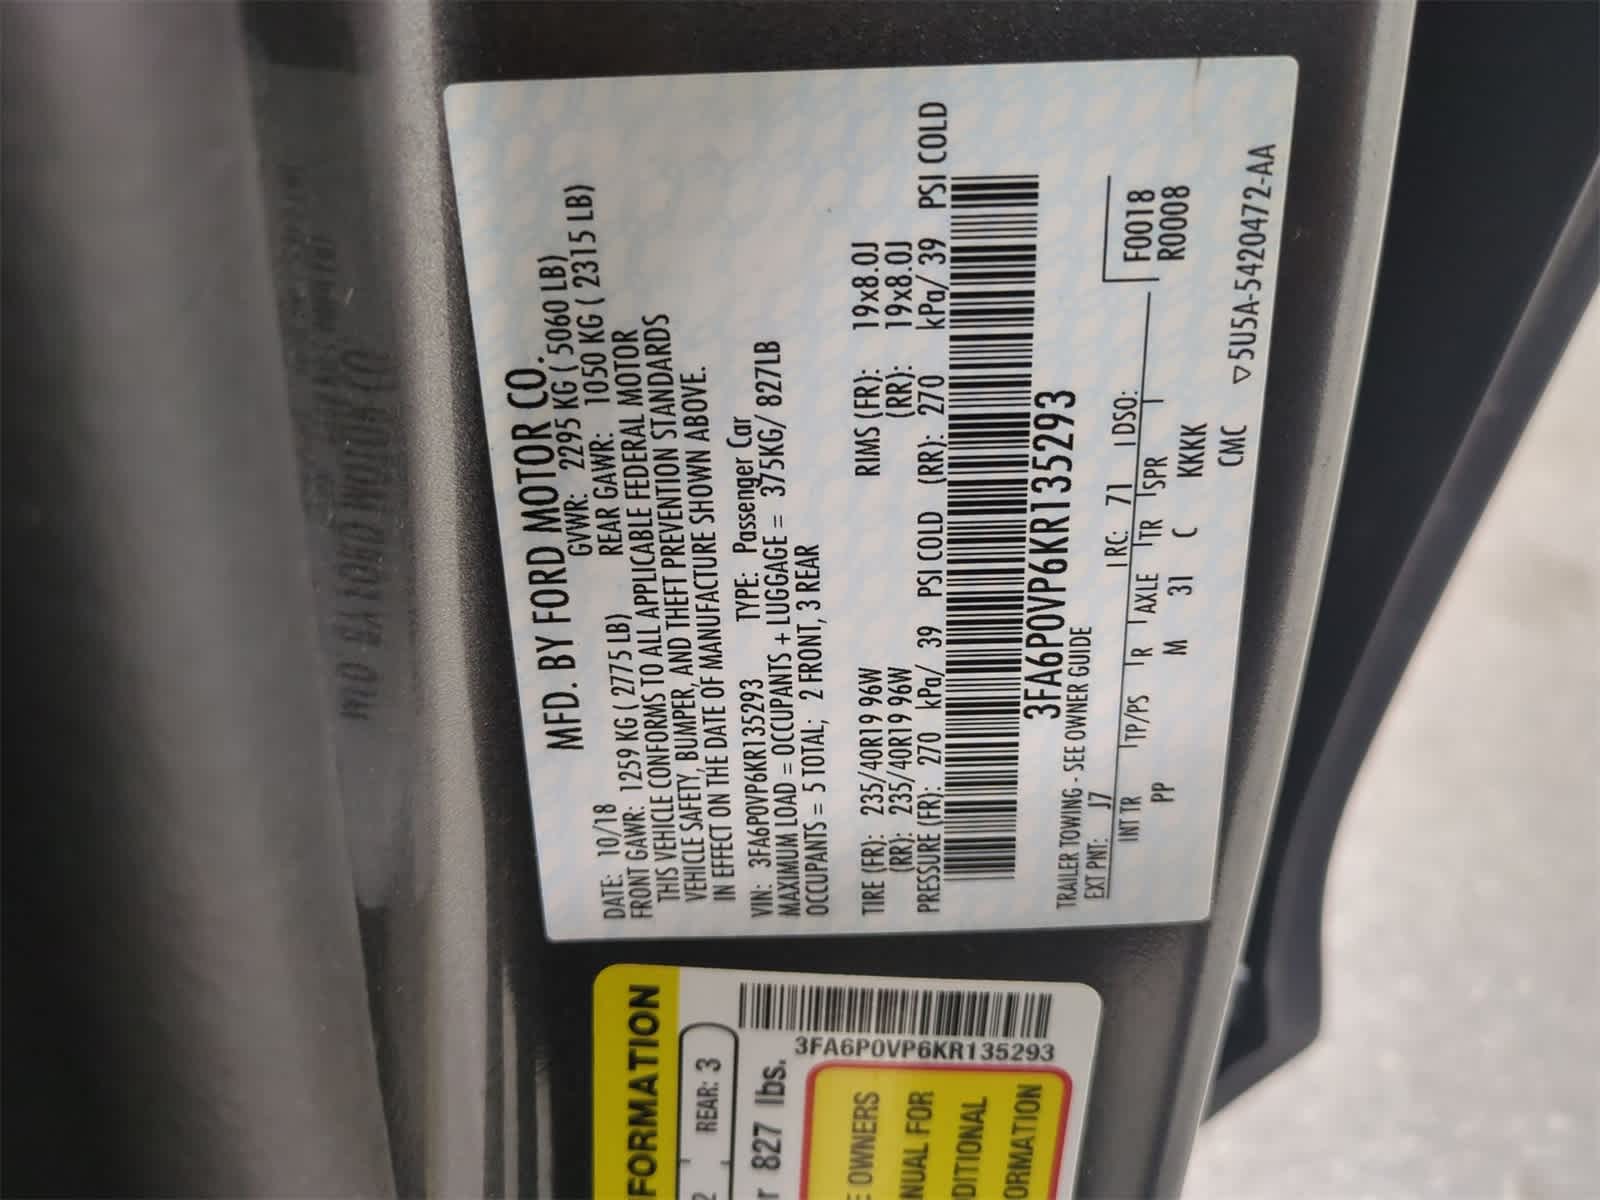 MFD. BY FORD MOTOR CO.
DATE: 10/18 GVWR: 2295 KG ( 5060 LB)
FRONT GAWR: 1259 KG ( 2775 LB) REAR GAWR: 1050 KG ( 2315 LB)
THIS VEHICLE CONFORMS TO ALL APPLICABLE FEDERAL MOTOR
VEHICLE SAFETY, BUMPER, AND THEFT PREVENTION STANDARDS
IN EFFECT ON THE DATE OF MANUFACTURE SHOWN ABOVE.
VIN: 3FA6P0VP6KR135293 TYPE: Passenger Car
MAXIMUM LOAD = OCCUPANTS + LUGGAGE = 375KG/ 827LB
OCCUPANTS = 5 TOTAL; 2 FRONT, 3 REAR
TIRE (FR): 235/40R19 96W RIMS (FR): 19x8.0J
(RR): 235/40R19 96W (RR): 19x8.0J
PRESSURE (FR): 270 kPa/ 39 PSI COLD (RR): 270 kPa/ 39 PSI COLD
3FA6P0VP6KR135293
TRAILER TOWING - SEE OWNER GUIDE
EXT PNT: J7 RC: 71 DSO:
F0018
R0008
INT TR TP/PS R AXLE TR SPR
PP M 31 C KKKK
CMC ▽5U5A-5420472-AA
FORMATION
2 REAR: 3
r 827 lbs.
3FA6P0VP6KR135293
E OWNERS
NUAL FOR
DITIONAL
ORMATION